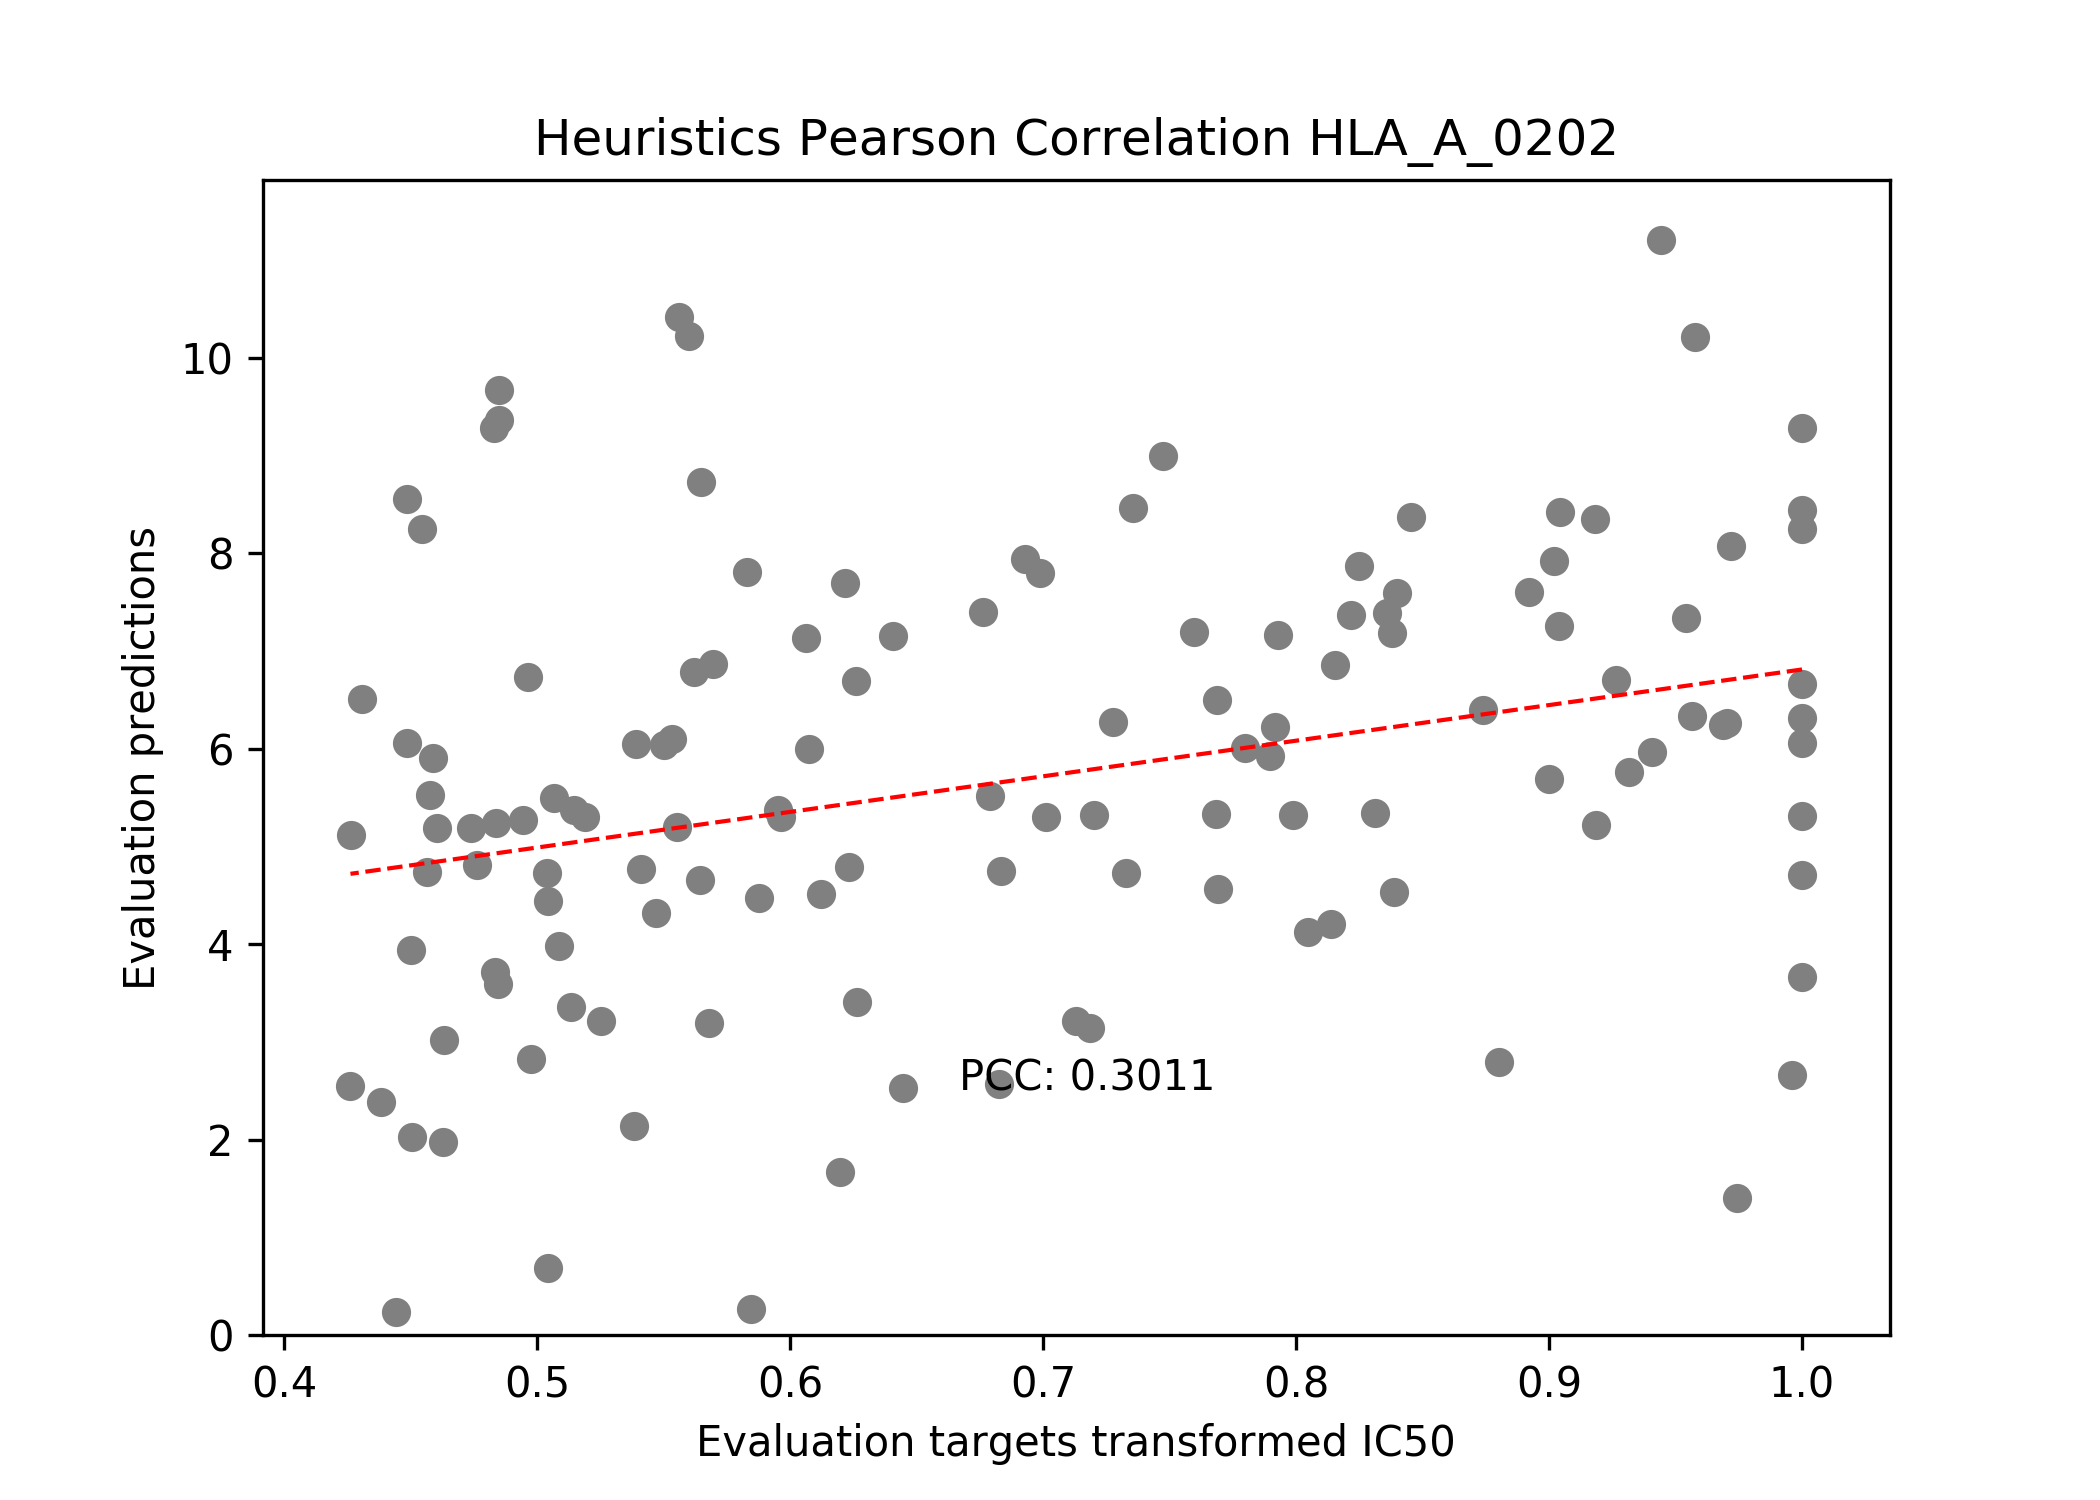 Heuristics Pearson Correlation HLA_A_0202
Evaluation predictions
10
8
6
4
2
0
PCC: 0.3011
0.4 0.5 0.6 0.7 0.8 0.9 1.0
Evaluation targets transformed IC50